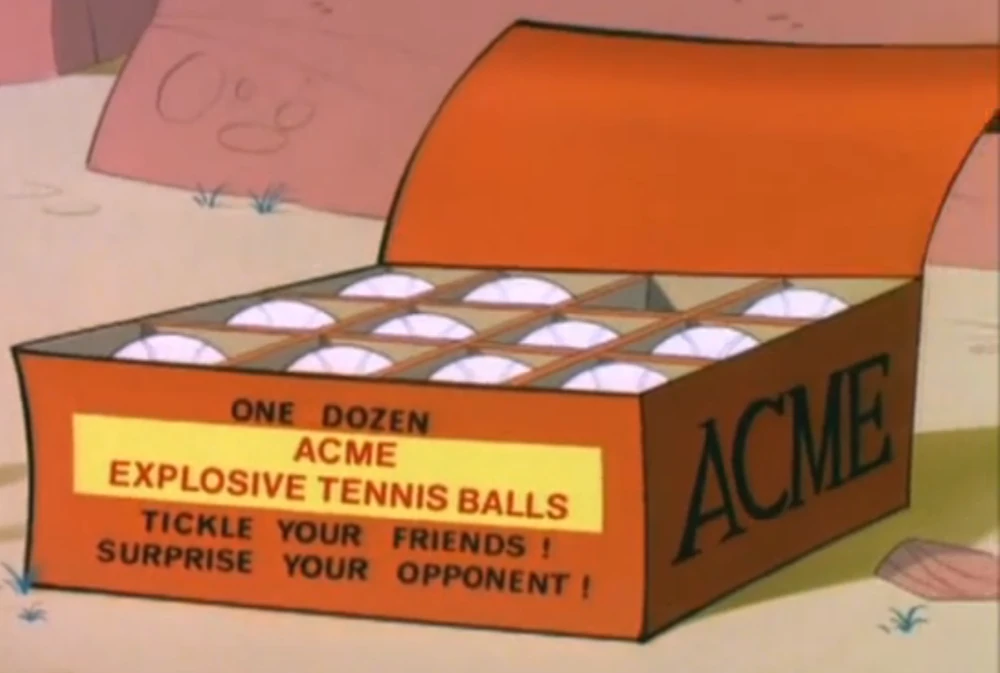 ONE DOZEN
ACME
EXPLOSIVE TENNIS BALLS
TICKLE YOUR FRIENDS !
SURPRISE YOUR OPPONENT !
ACME